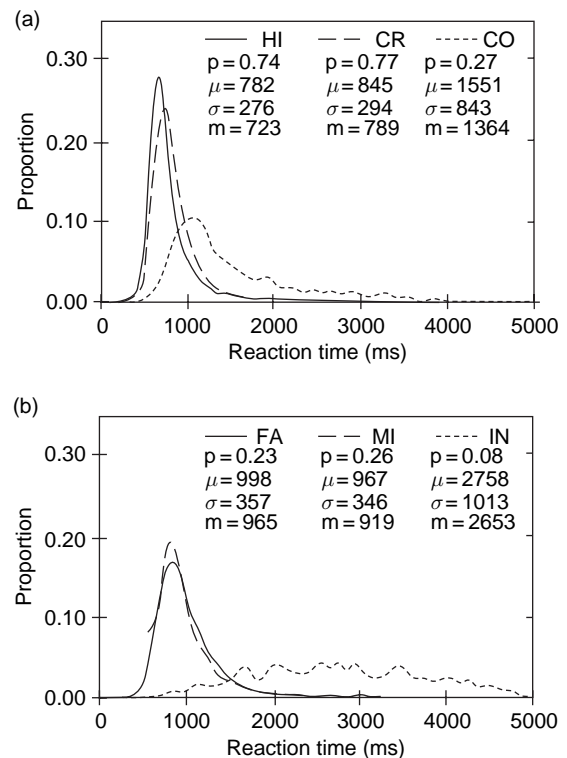 (a)
HI CR CO
p = 0.74 p = 0.77 p = 0.27
μ = 782 μ = 845 μ = 1551
σ = 276 σ = 294 σ = 843
m = 723 m = 789 m = 1364
Proportion
0.30
0.20
0.10
0.00
0 1000 2000 3000 4000 5000
Reaction time (ms)
(b)
FA MI IN
p = 0.23 p = 0.26 p = 0.08
μ = 998 μ = 967 μ = 2758
σ = 357 σ = 346 σ = 1013
m = 965 m = 919 m = 2653
Proportion
0.30
0.20
0.10
0.00
0 1000 2000 3000 4000 5000
Reaction time (ms)